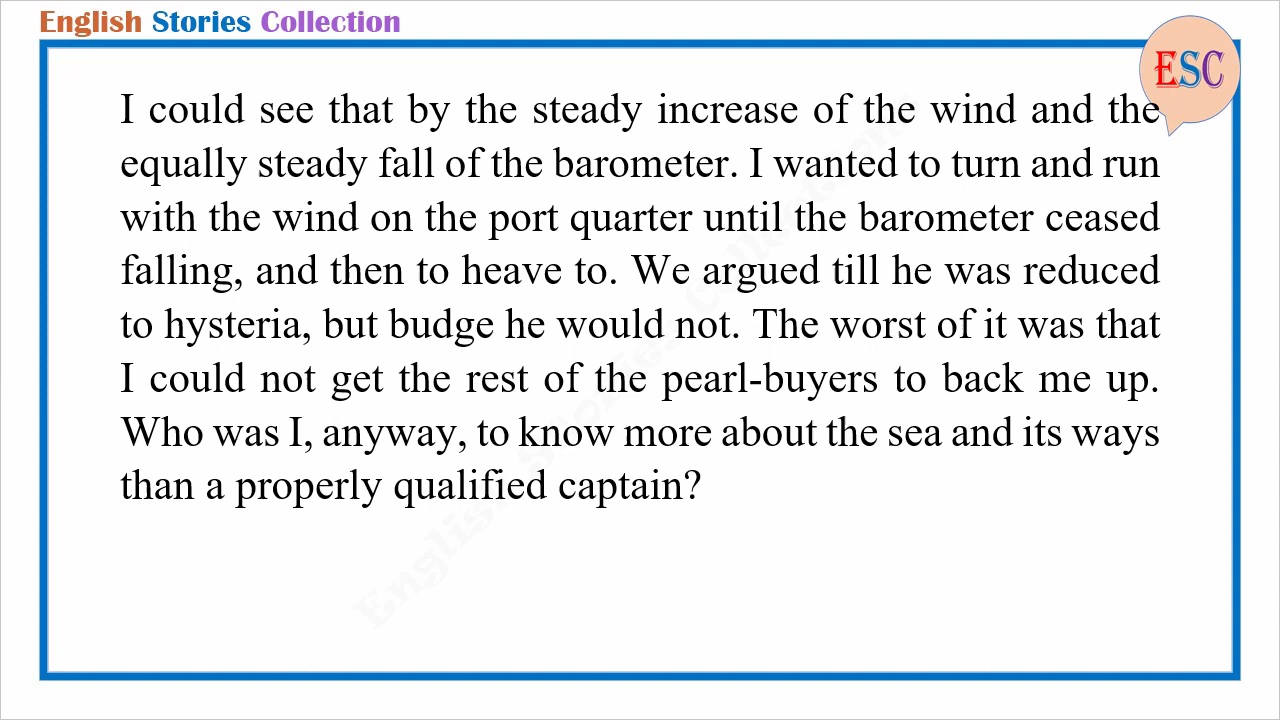 English Stories Collection
ESC
I could see that by the steady increase of the wind and the
equally steady fall of the barometer. I wanted to turn and run
with the wind on the port quarter until the barometer ceased
falling, and then to heave to. We argued till he was reduced
to hysteria, but budge he would not. The worst of it was that
I could not get the rest of the pearl-buyers to back me up.
Who was I, anyway, to know more about the sea and its ways
than a properly qualified captain?
English Stories Collection